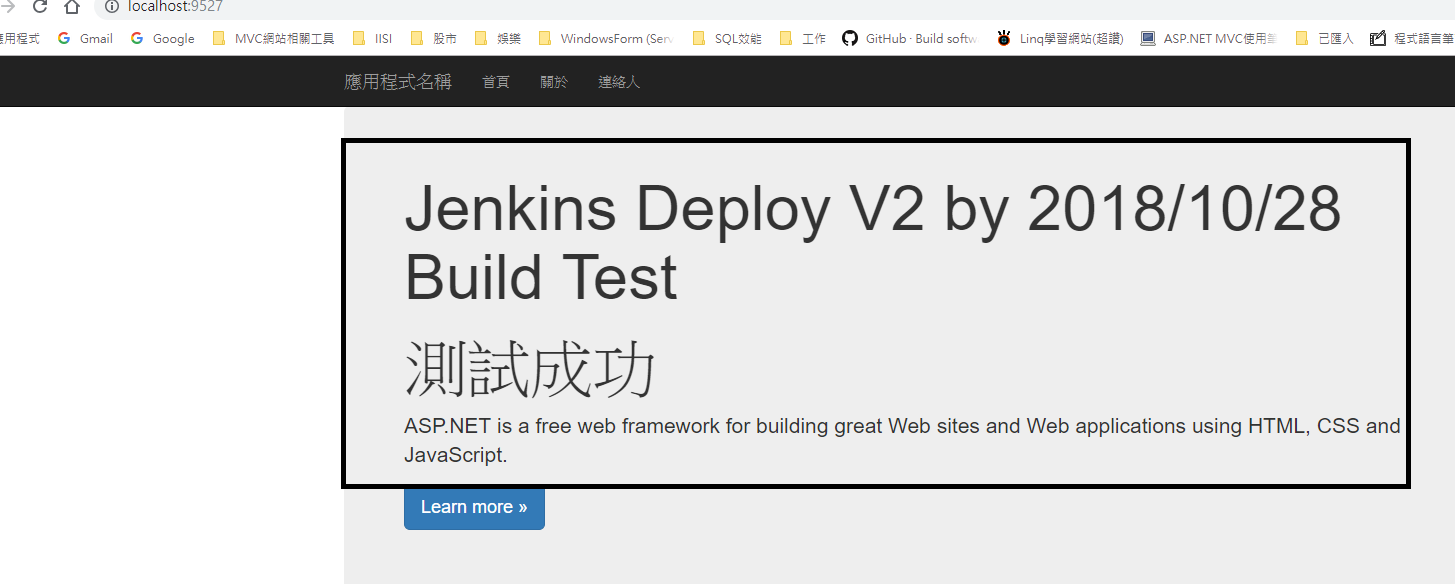 localhost:9527
應用程式 Gmail Google MVC網站相關工具 IISI 股市 娛樂 WindowsForm (Serv SQL效能 工作 GitHub · Build softw Linq學習網站(超讚) ASP.NET MVC使用 已匯入 程式語言筆
應用程式名稱 首頁 關於 連絡人
Jenkins Deploy V2 by 2018/10/28
Build Test
測試成功
ASP.NET is a free web framework for building great Web sites and Web applications using HTML, CSS and
JavaScript.
Learn more »